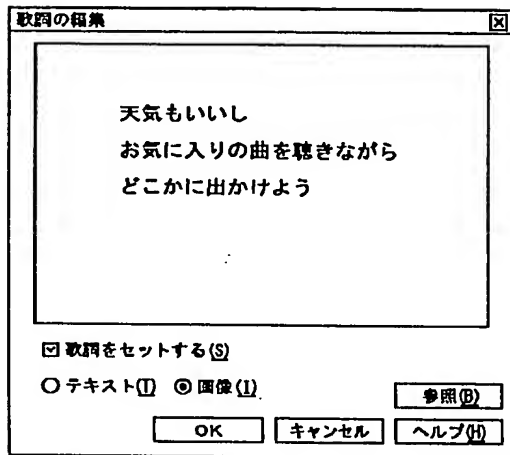 歌詞の編集
天気もいいし
お気に入りの曲を聴きながら
どこかに出かけよう
歌詞をセットする(S)
テキスト(T) 画像(I)
参照(B)
OK キャンセル ヘルプ(H)